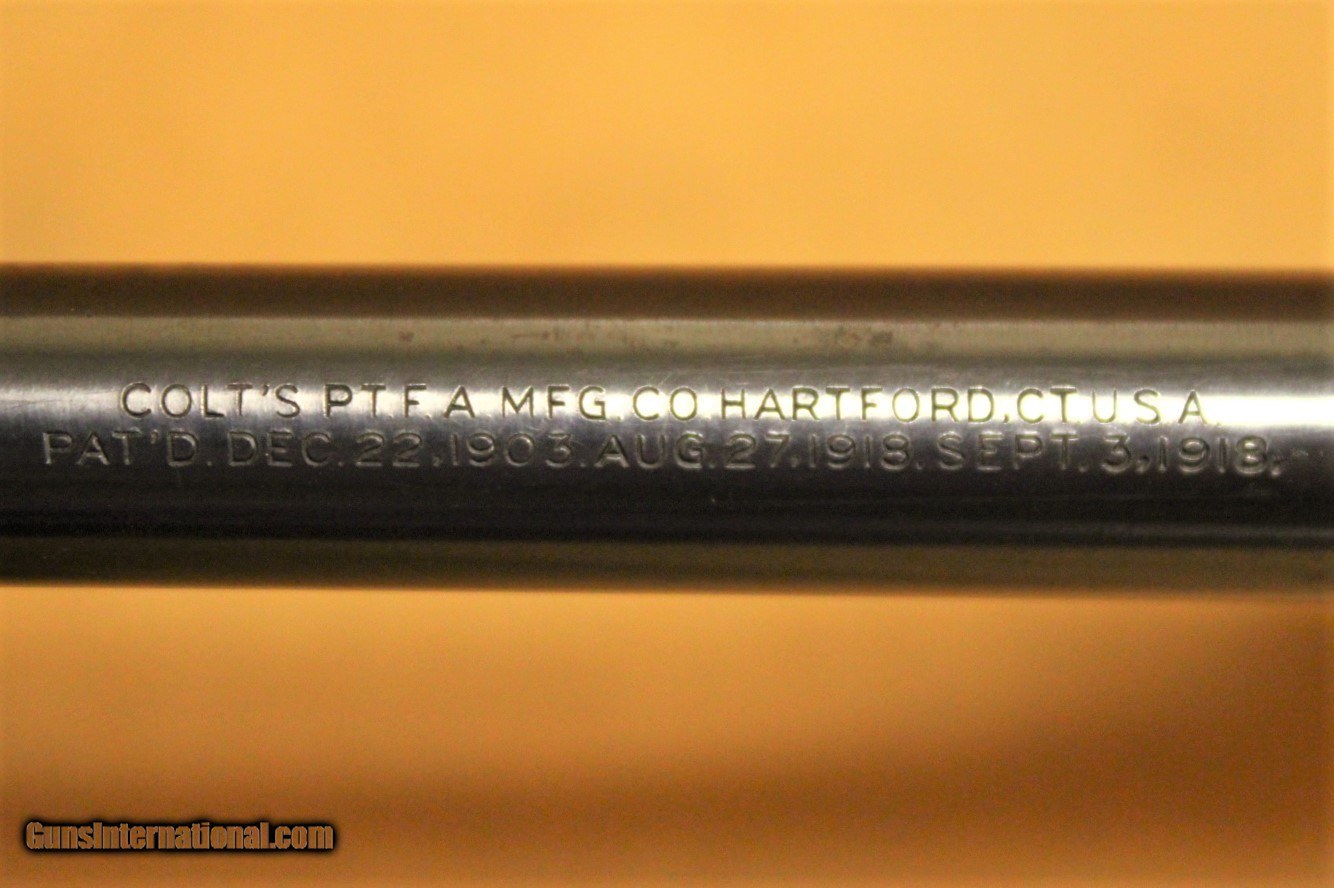 COLT'S PT.F.A.MFG.CO.HARTFORD,CT.U.S.A.
PAT'D.DEC.22,1903.AUG.27,1918.SEPT.3,1918,
GunsInternational.com